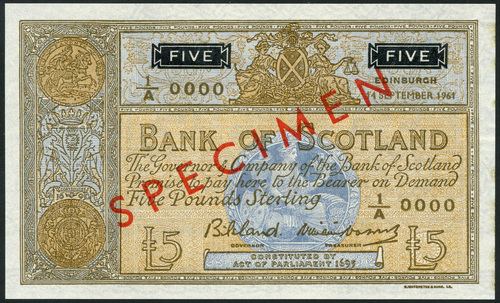 FIVE FIVE
1/A 0000 EDINBURGH
14 SEPTEMBER 1961
BANK OF SCOTLAND
The Governor & Company of the Bank of Scotland
Promise to pay here to the Bearer on Demand
Five Pounds Sterling 1/A 0000
SPECIMEN
GOVERNOR TREASURER
£5 £5
CONSTITUTED BY
ACT OF PARLIAMENT 1695